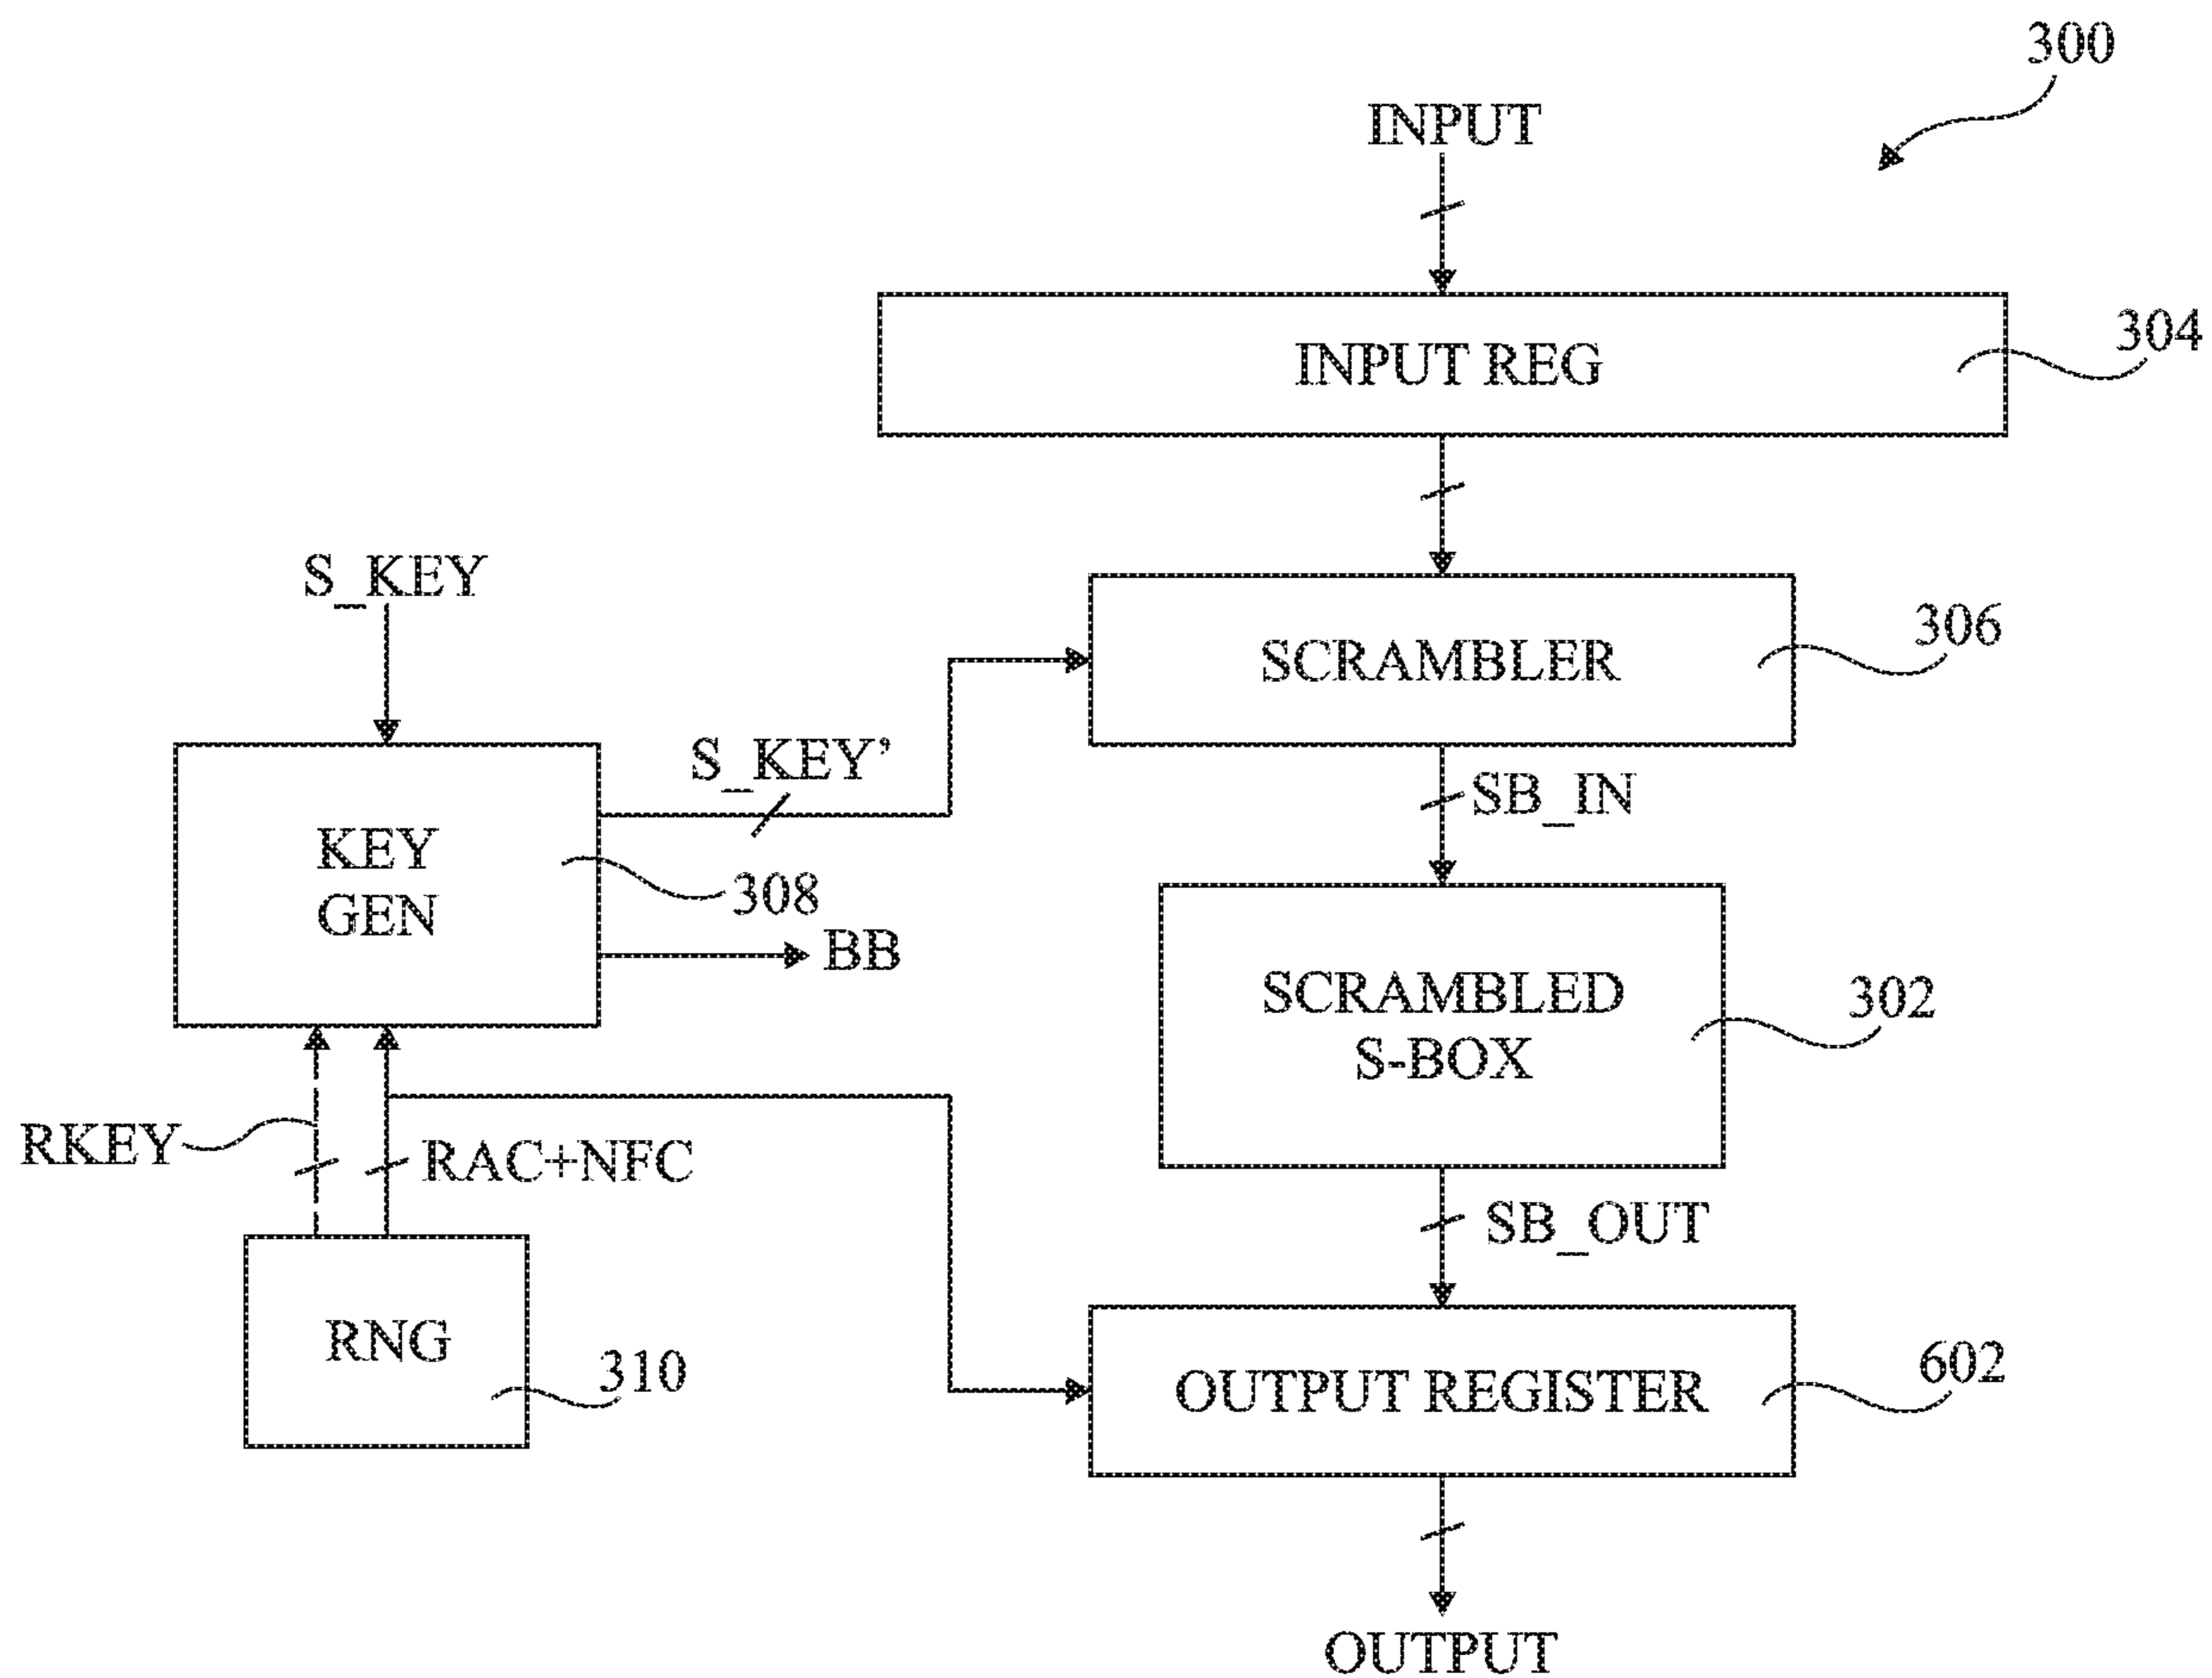 300
INPUT
INPUT REG
304
S_KEY
SCRAMBLER
306
S_KEY’
SB_IN
KEY
GEN
308
BB
SCRAMBLED
S-BOX
302
RKEY
RAC+NFC
SB_OUT
RNG
310
OUTPUT REGISTER
602
OUTPUT